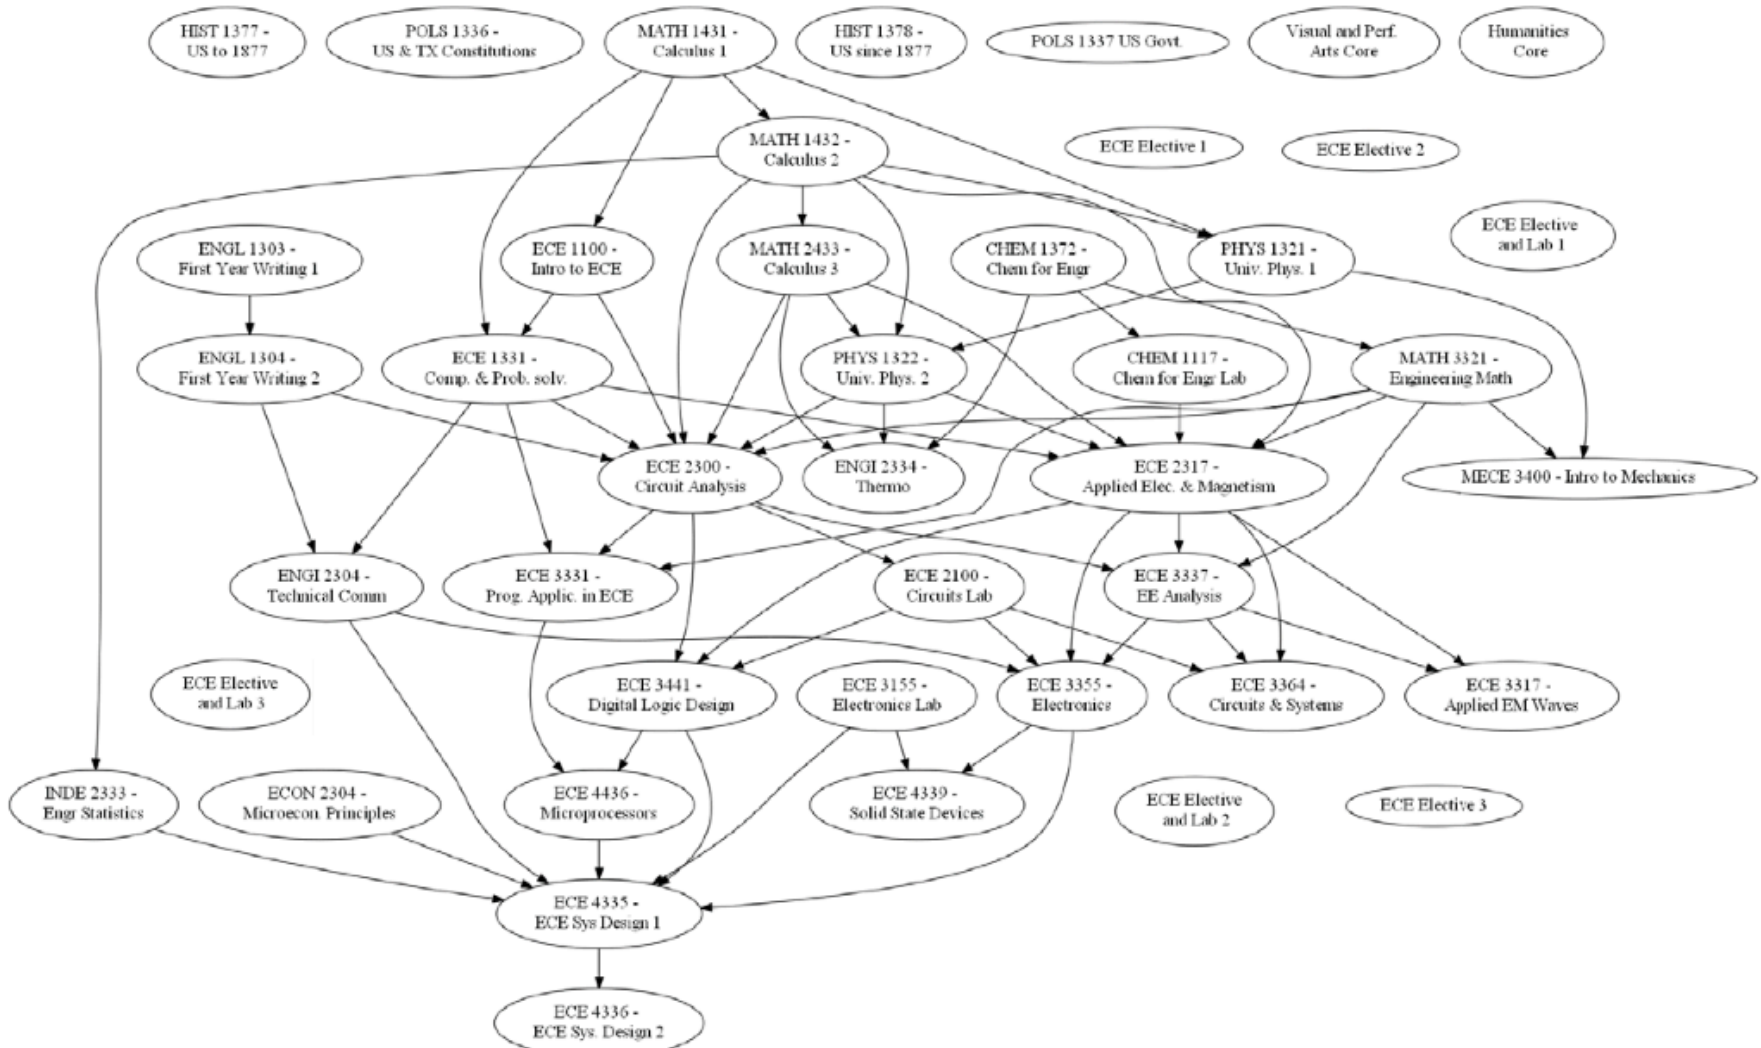 HIST 1377 -
US to 1877
POLS 1336 -
US & TX Constitutions
MATH 1431 -
Calculus 1
HIST 1378 -
US since 1877
POLS 1337 US Govt.
Visual and Perf.
Arts Core
Humanities
Core
MATH 1432 -
Calculus 2
ECE Elective 1
ECE Elective 2
ECE Elective
and Lab 1
ENGL 1303 -
First Year Writing 1
ECE 1100 -
Intro to ECE
MATH 2433 -
Calculus 3
CHEM 1372 -
Chem for Engr
PHYS 1321 -
Univ. Phys. 1
ENGL 1304 -
First Year Writing 2
ECE 1331 -
Comp. & Prob. solv.
PHYS 1322 -
Univ. Phys. 2
CHEM 1117 -
Chem for Engr Lab
MATH 3321 -
Engineering Math
ECE 2300 -
Circuit Analysis
ENGI 2334 -
Thermo
ECE 2317 -
Applied Elec. & Magnetism
MECE 3400 - Intro to Mechanics
ENGI 2304 -
Technical Comm
ECE 3331 -
Prog. Applic. in ECE
ECE 2100 -
Circuits Lab
ECE 3337 -
EE Analysis
ECE Elective
and Lab 3
ECE 3441 -
Digital Logic Design
ECE 3155 -
Electronics Lab
ECE 3355 -
Electronics
ECE 3364 -
Circuits & Systems
ECE 3317 -
Applied EM Waves
INDE 2333 -
Engr Statistics
ECON 2304 -
Microecon. Principles
ECE 4436 -
Microprocessors
ECE 4339 -
Solid State Devices
ECE Elective
and Lab 2
ECE Elective 3
ECE 4335 -
ECE Sys Design 1
ECE 4336 -
ECE Sys. Design 2